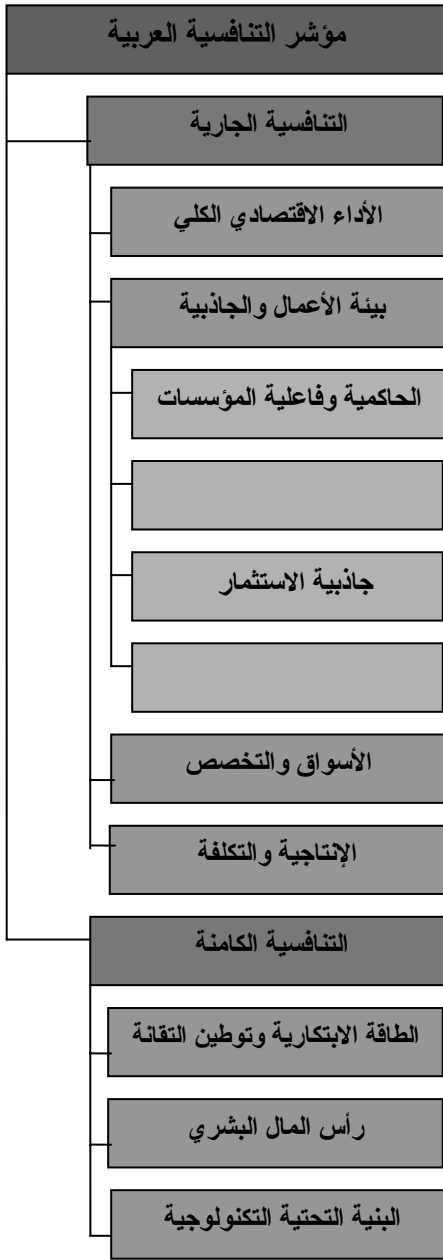 مؤشر التنافسية العربية
التنافسية الجارية
الأداء الاقتصادي الكلي
بيئة الأعمال والجاذبية
الحاكمية وفاعلية المؤسسات
جاذبية الاستثمار
الأسواق والتخصص
الإنتاجية والتكلفة
التنافسية الكامنة
الطاقة الابتكارية وتوطين التقانة
رأس المال البشري
البنية التحتية التكنولوجية